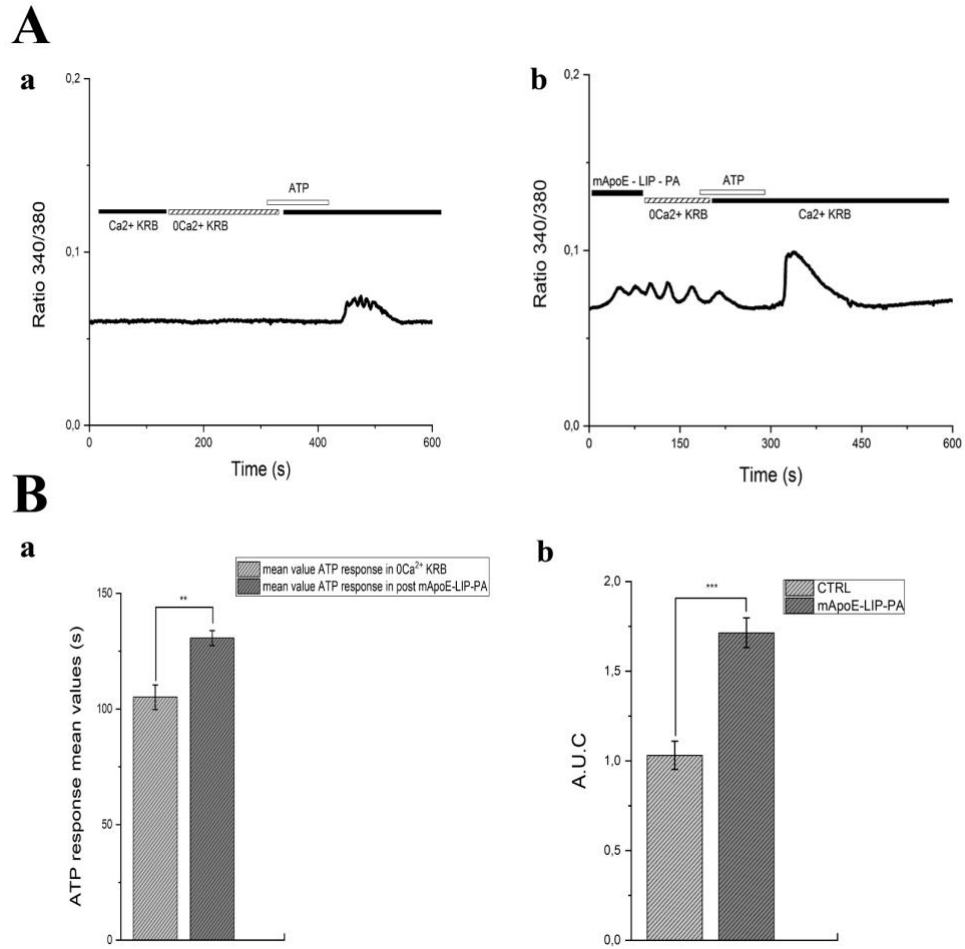 A
a
0,2
0,1
0,0
Ratio 340/380
ATP
Ca2+ KRB
0Ca2+ KRB
0
200
400
600
Time (s)
b
0,2
0,1
0,0
Ratio 340/380
mApoE - LIP - PA
ATP
0Ca2+ KRB
Ca2+ KRB
0
150
300
450
600
Time (s)
B
a
mean value ATP response in 0Ca²⁺ KRB
mean value ATP response in post mApoE-LIP-PA
150
100
50
0
ATP response mean values (s)
**
b
CTRL
mApoE-LIP-PA
2,0
1,5
1,0
0,5
0,0
A.U.C
***